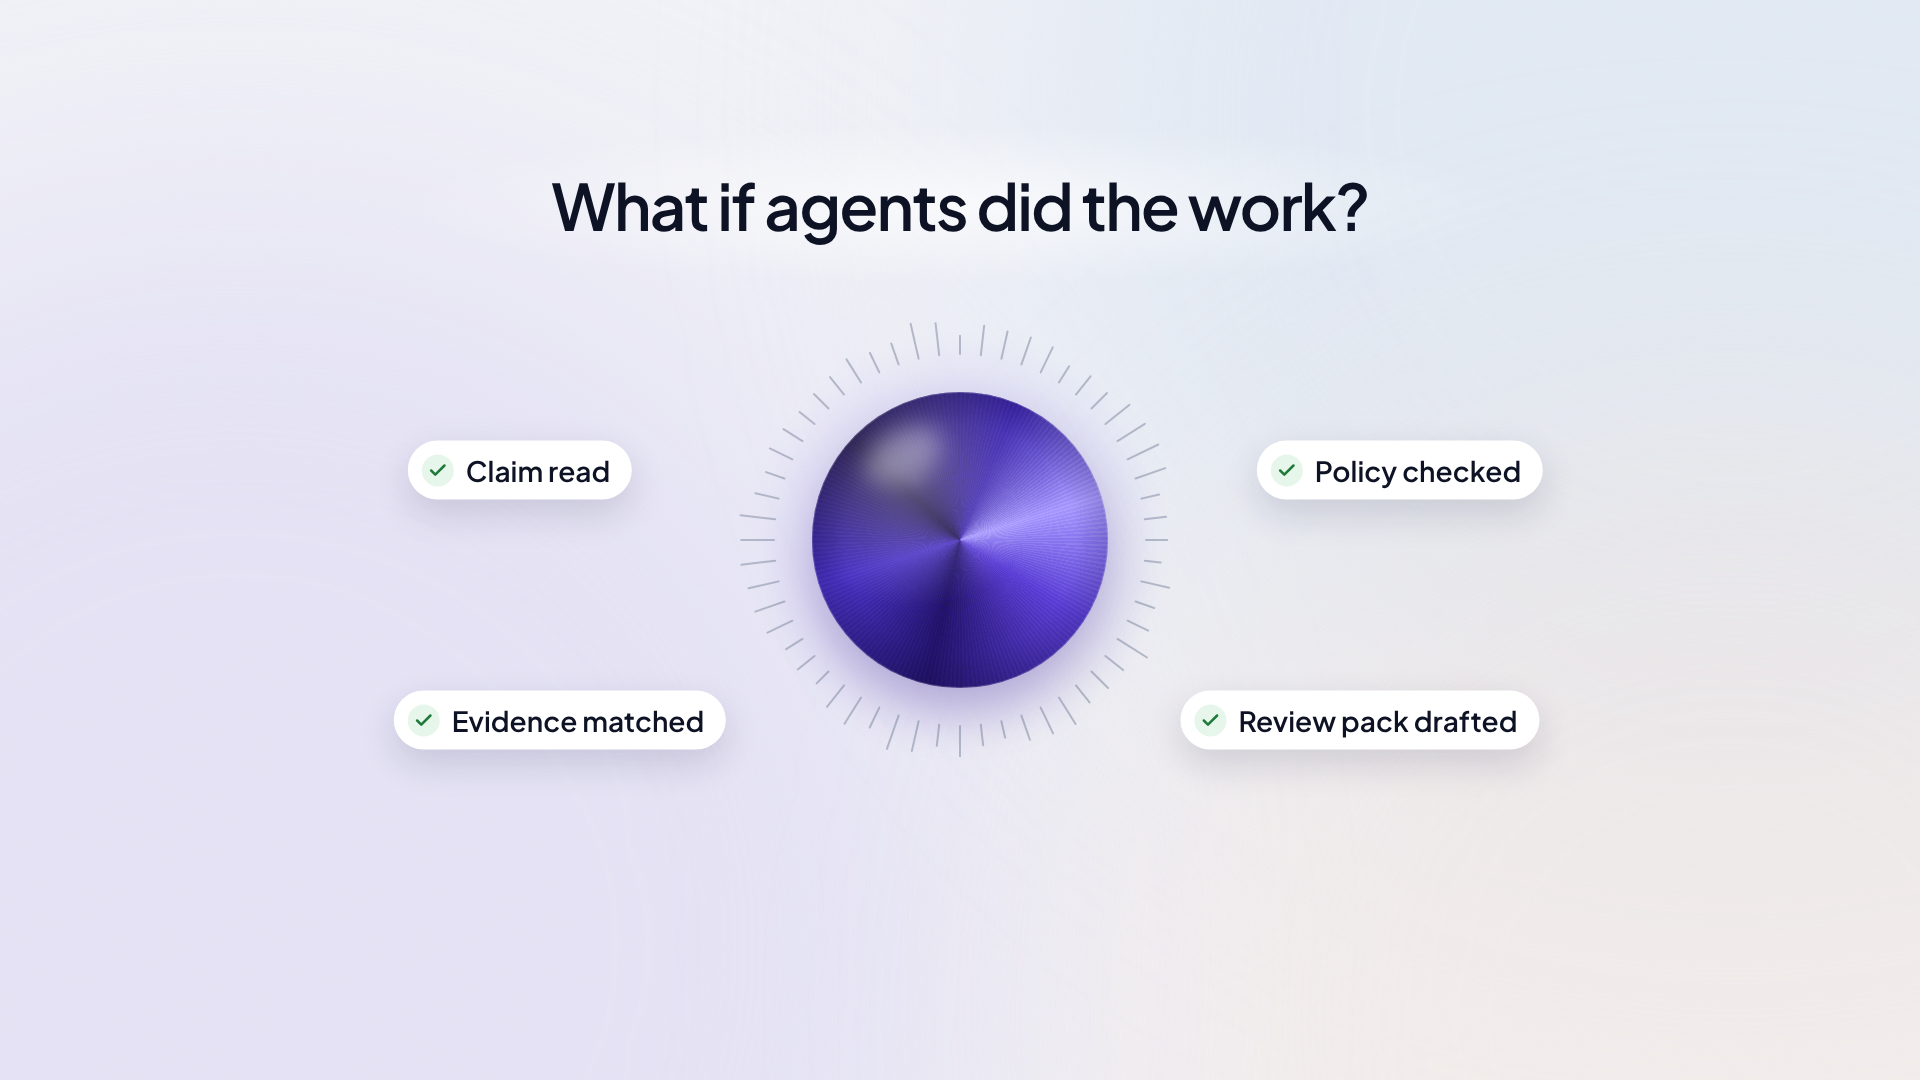 What if agents did the work?
Claim read
Policy checked
Evidence matched
Review pack drafted